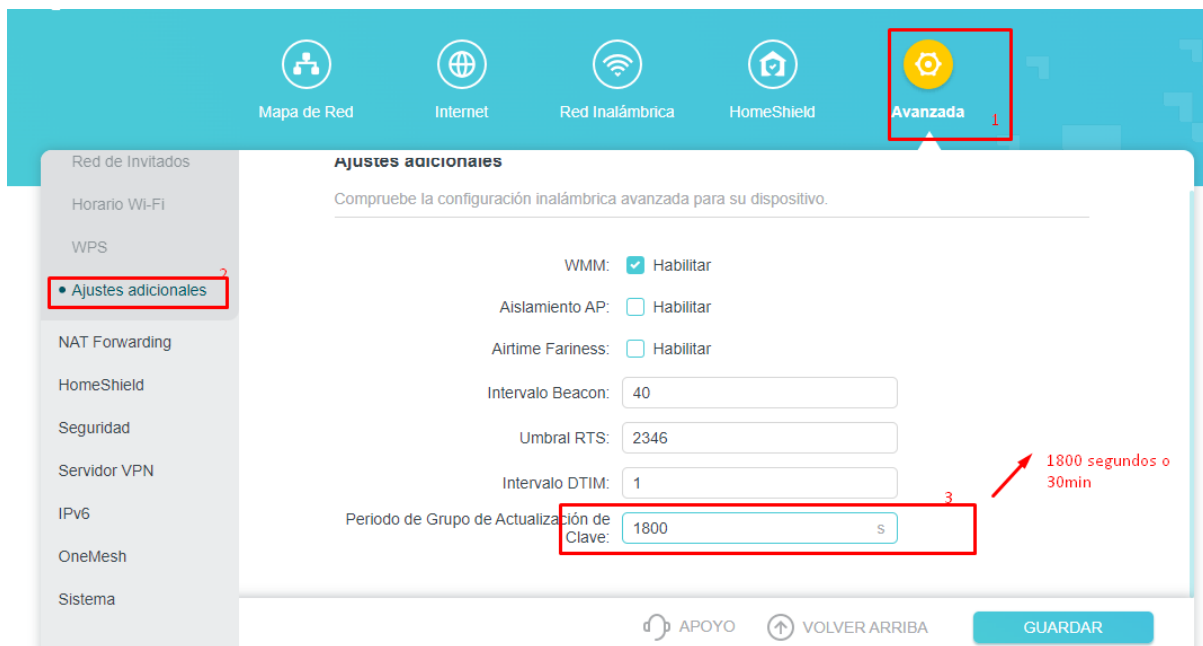 Mapa de Red
Internet
Red Inalámbrica
HomeShield
Avanzada
1
Red de Invitados
Horario Wi-Fi
WPS
2
Ajustes adicionales
NAT Forwarding
HomeShield
Seguridad
Servidor VPN
IPv6
OneMesh
Sistema
Ajustes adicionales
Compruebe la configuración inalámbrica avanzada para su dispositivo.
WMM: Habilitar
Aislamiento AP: Habilitar
Airtime Fariness: Habilitar
Intervalo Beacon: 40
Umbral RTS: 2346
Intervalo DTIM: 1
3
Periodo de Grupo de Actualización de
Clave: 1800 s
1800 segundos o
30min
APOYO
VOLVER ARRIBA
GUARDAR